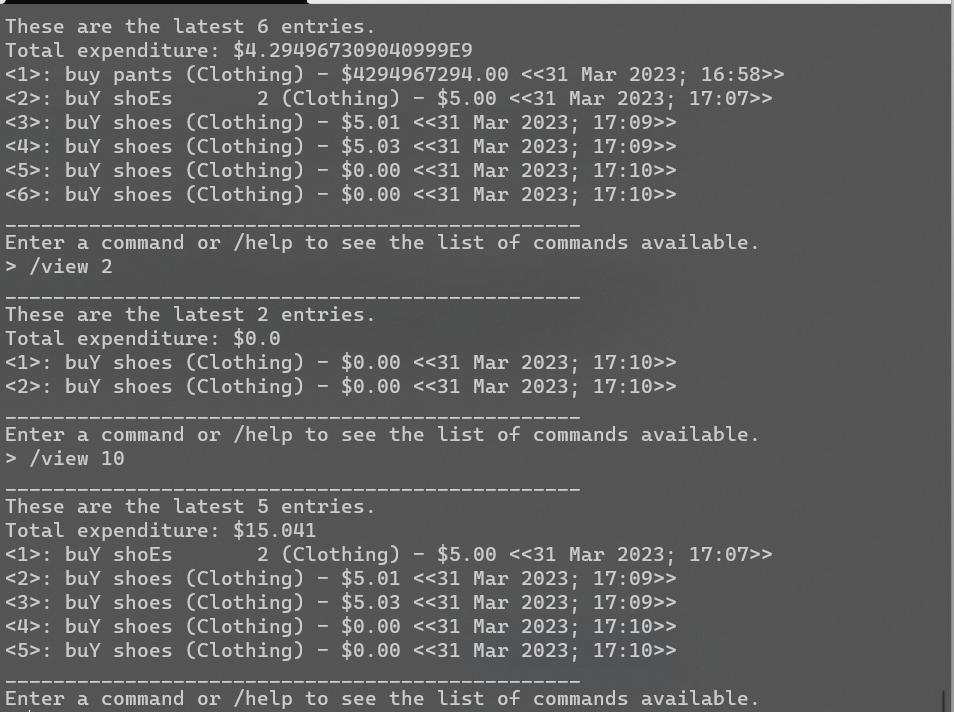 These are the latest 6 entries.
Total expenditure: $4.294967309040999E9
<1>: buy pants (Clothing) - $4294967294.00 <<31 Mar 2023; 16:58>>
<2>: buY shoEs       2 (Clothing) - $5.00 <<31 Mar 2023; 17:07>>
<3>: buY shoes (Clothing) - $5.01 <<31 Mar 2023; 17:09>>
<4>: buY shoes (Clothing) - $5.03 <<31 Mar 2023; 17:09>>
<5>: buY shoes (Clothing) - $0.00 <<31 Mar 2023; 17:10>>
<6>: buY shoes (Clothing) - $0.00 <<31 Mar 2023; 17:10>>
________________________________________________
Enter a command or /help to see the list of commands available.
> /view 2
________________________________________________
These are the latest 2 entries.
Total expenditure: $0.0
<1>: buY shoes (Clothing) - $0.00 <<31 Mar 2023; 17:10>>
<2>: buY shoes (Clothing) - $0.00 <<31 Mar 2023; 17:10>>
________________________________________________
Enter a command or /help to see the list of commands available.
> /view 10
________________________________________________
These are the latest 5 entries.
Total expenditure: $15.041
<1>: buY shoEs       2 (Clothing) - $5.00 <<31 Mar 2023; 17:07>>
<2>: buY shoes (Clothing) - $5.01 <<31 Mar 2023; 17:09>>
<3>: buY shoes (Clothing) - $5.03 <<31 Mar 2023; 17:09>>
<4>: buY shoes (Clothing) - $0.00 <<31 Mar 2023; 17:10>>
<5>: buY shoes (Clothing) - $0.00 <<31 Mar 2023; 17:10>>
________________________________________________
Enter a command or /help to see the list of commands available.